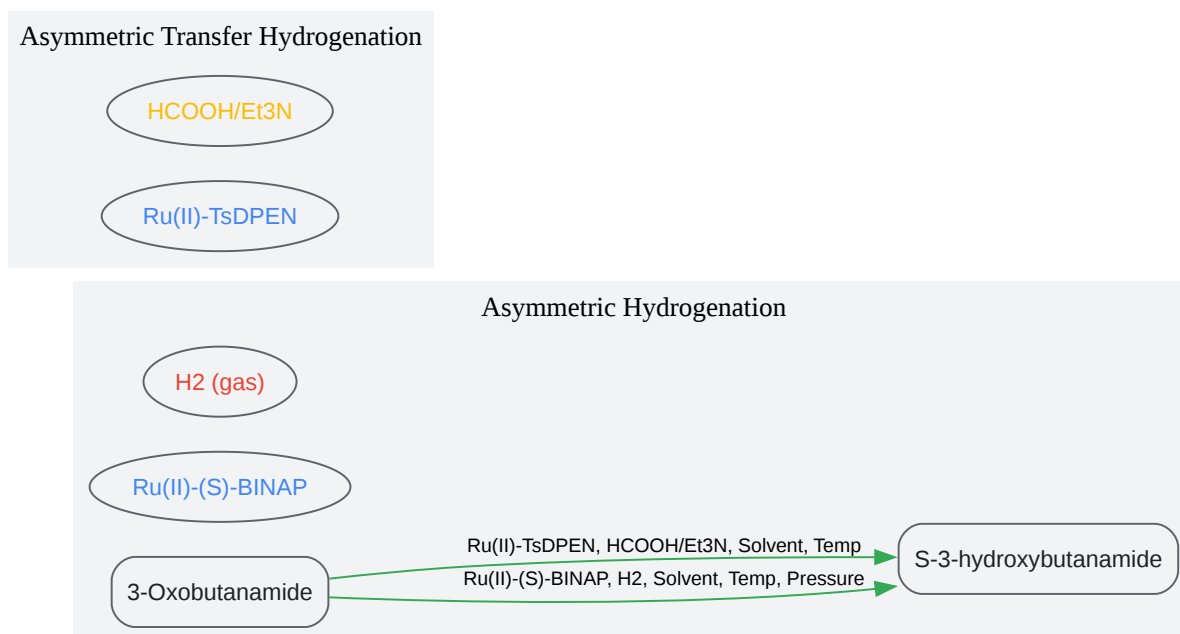 Asymmetric Transfer Hydrogenation
HCOOH/Et3N
Ru(II)-TsDPEN
Asymmetric Hydrogenation
H2 (gas)
Ru(II)-(S)-BINAP
3-Oxobutanamide
Ru(II)-TsDPEN, HCOOH/Et3N, Solvent, Temp
Ru(II)-(S)-BINAP, H2, Solvent, Temp, Pressure
S-3-hydroxybutanamide